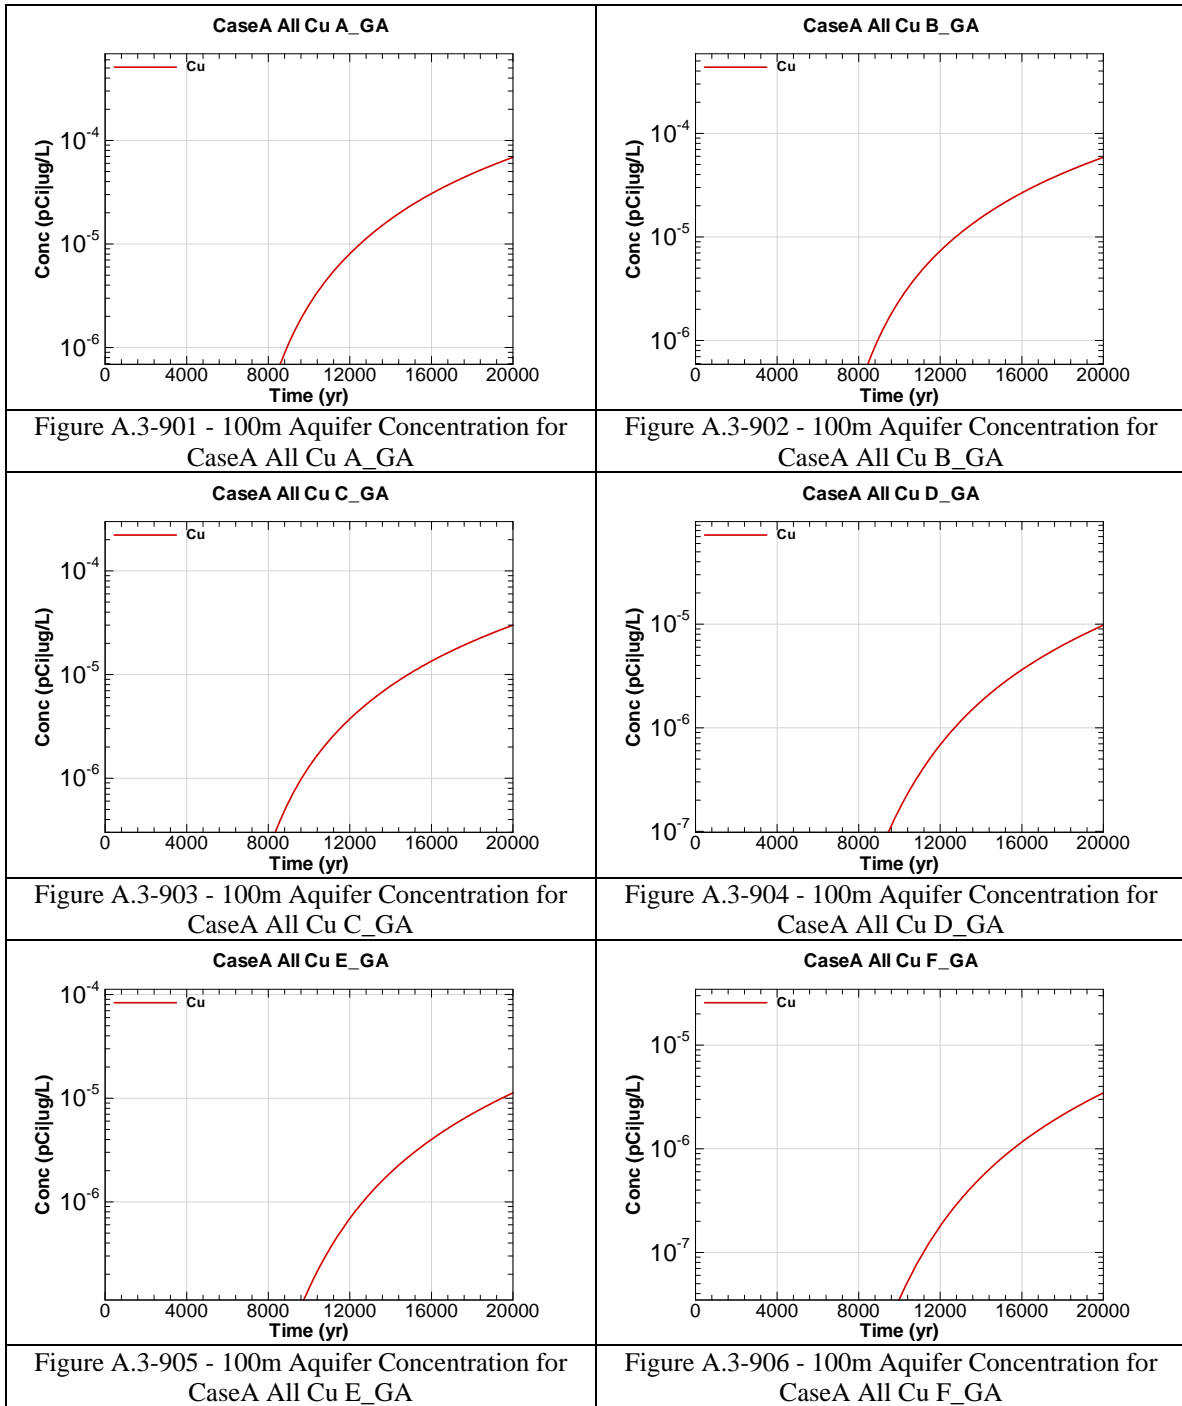 CaseA All Cu A_GA
Cu
10-4
10-5
10-6
Conc (pCi|ug/L)
0 4000 8000 12000 16000 20000
Time (yr)
Figure A.3-901 - 100m Aquifer Concentration for
CaseA All Cu A_GA
CaseA All Cu B_GA
Cu
10-4
10-5
10-6
Conc (pCi|ug/L)
0 4000 8000 12000 16000 20000
Time (yr)
Figure A.3-902 - 100m Aquifer Concentration for
CaseA All Cu B_GA
CaseA All Cu C_GA
Cu
10-4
10-5
10-6
Conc (pCi|ug/L)
0 4000 8000 12000 16000 20000
Time (yr)
Figure A.3-903 - 100m Aquifer Concentration for
CaseA All Cu C_GA
CaseA All Cu D_GA
Cu
10-5
10-6
10-7
Conc (pCi|ug/L)
0 4000 8000 12000 16000 20000
Time (yr)
Figure A.3-904 - 100m Aquifer Concentration for
CaseA All Cu D_GA
CaseA All Cu E_GA
Cu
10-4
10-5
10-6
Conc (pCi|ug/L)
0 4000 8000 12000 16000 20000
Time (yr)
Figure A.3-905 - 100m Aquifer Concentration for
CaseA All Cu E_GA
CaseA All Cu F_GA
Cu
10-5
10-6
10-7
Conc (pCi|ug/L)
0 4000 8000 12000 16000 20000
Time (yr)
Figure A.3-906 - 100m Aquifer Concentration for
CaseA All Cu F_GA